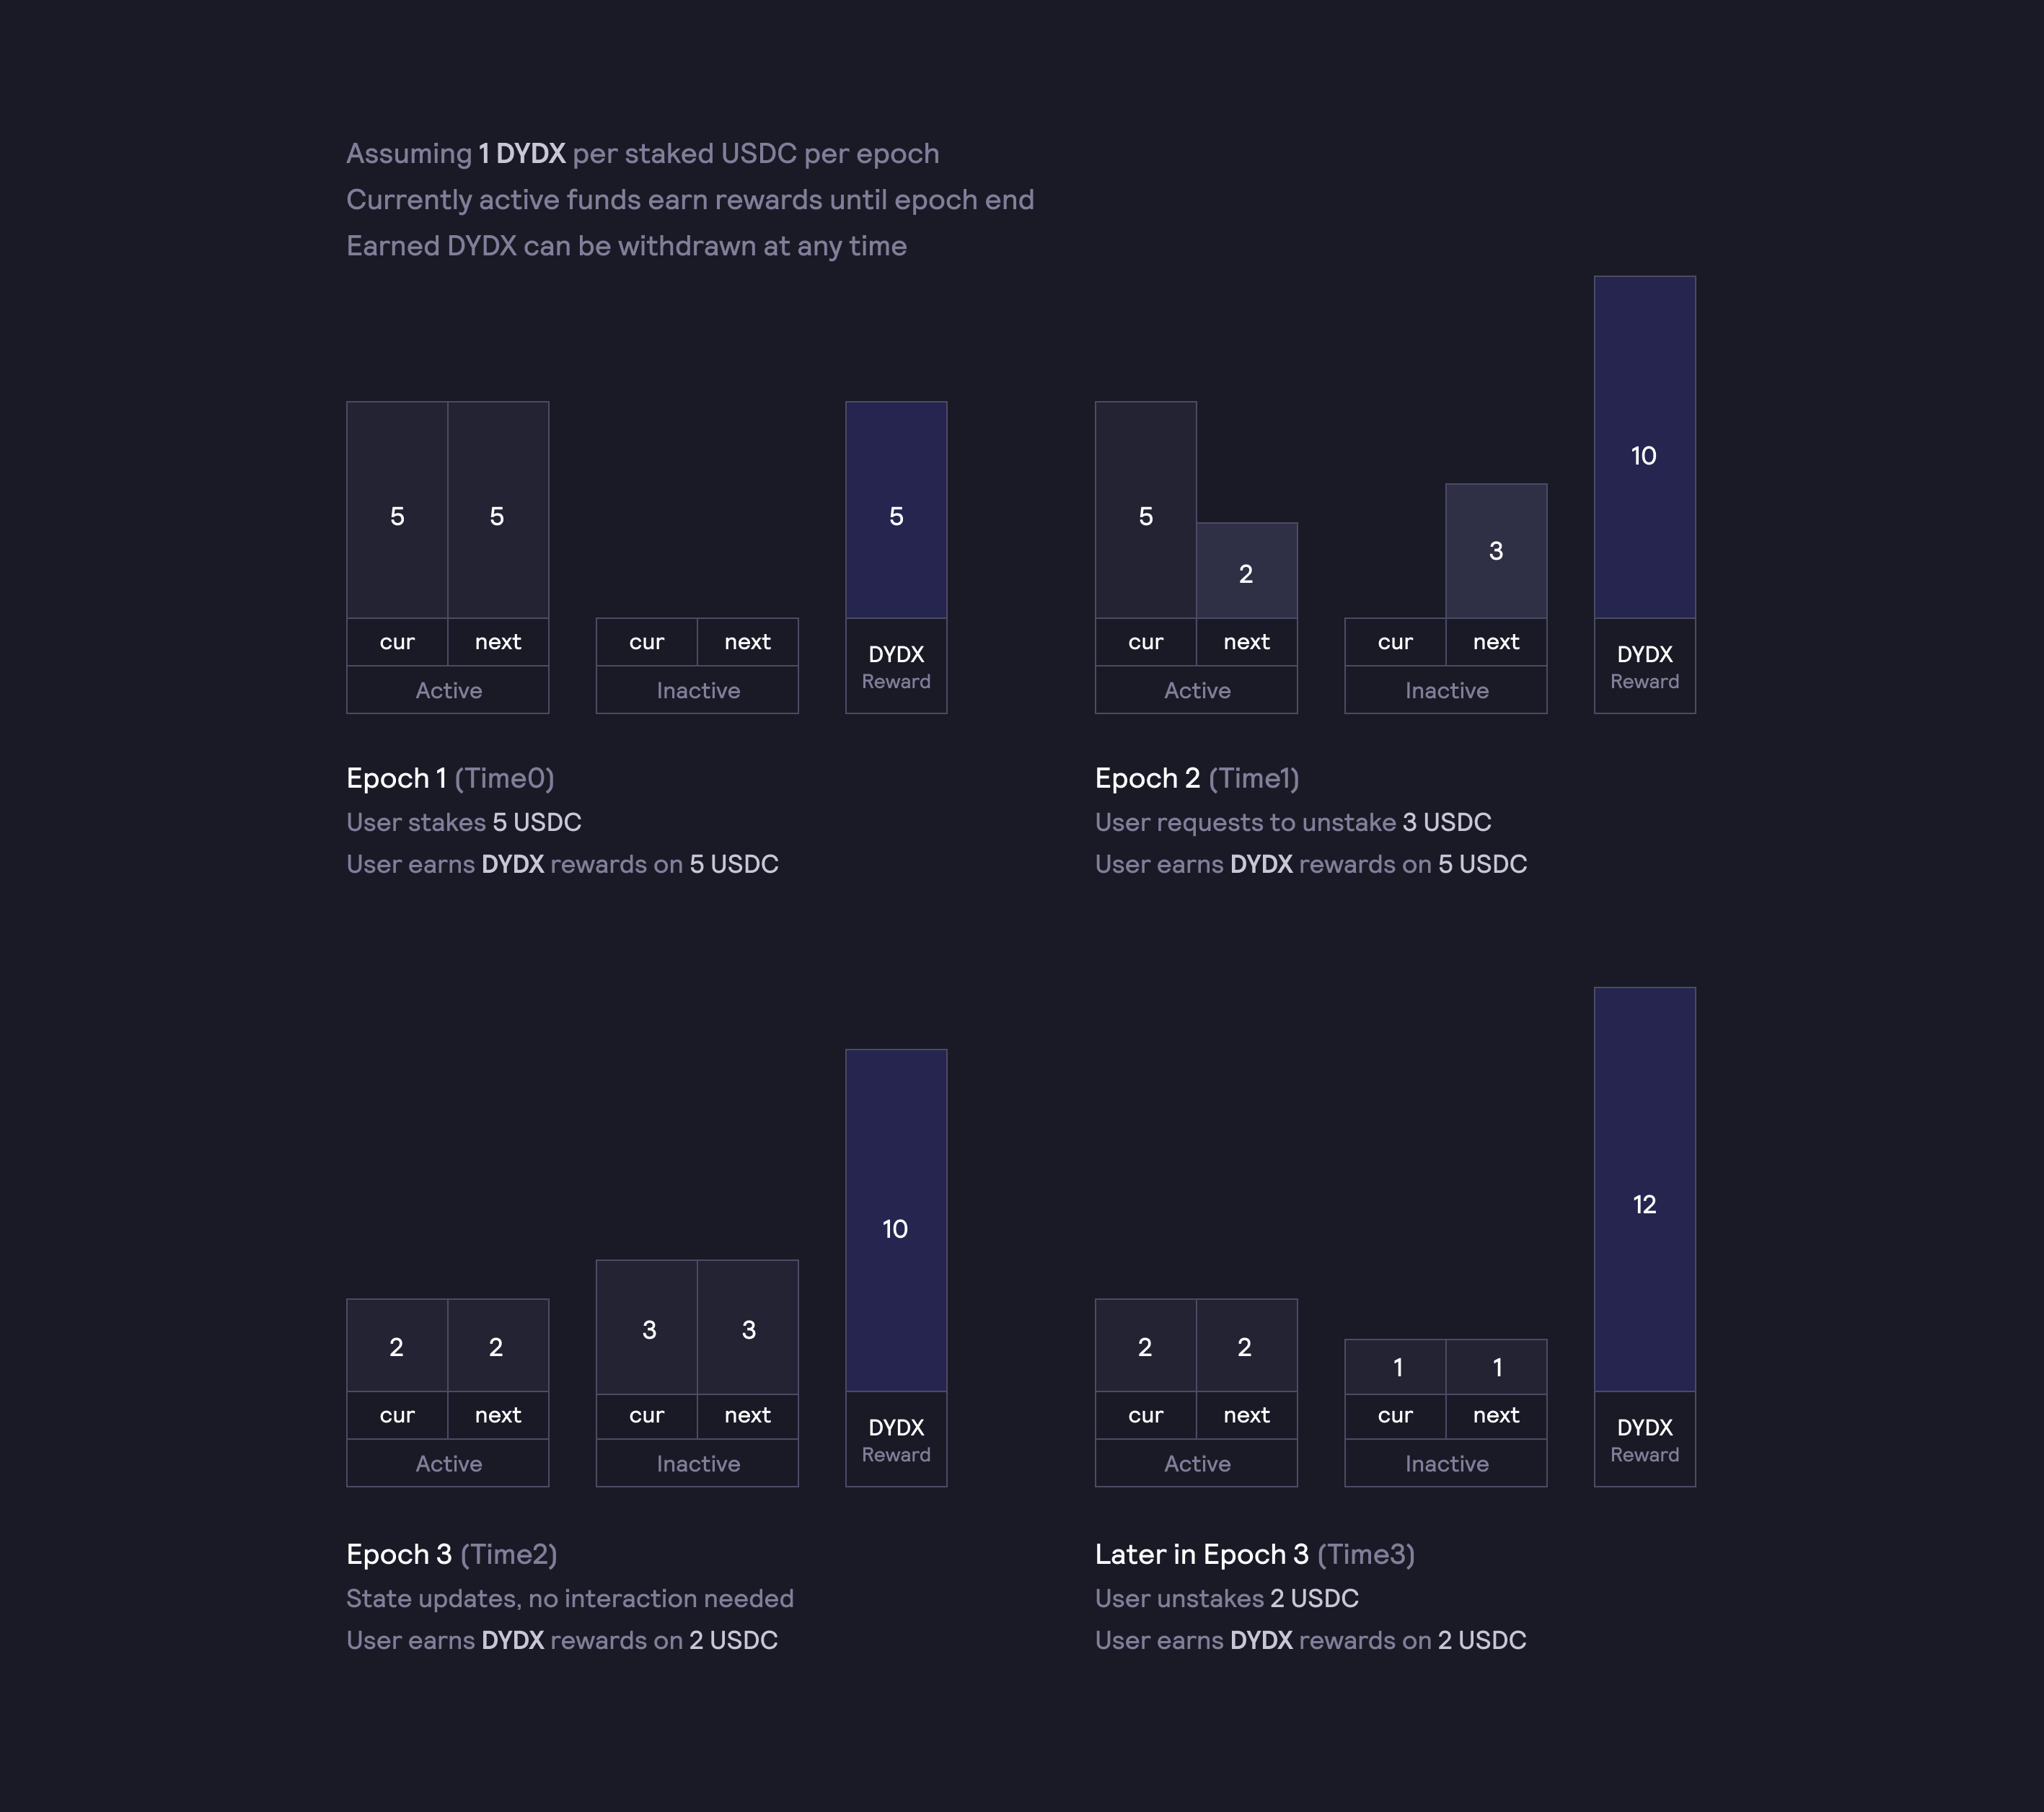 Assuming 1 DYDX per staked USDC per epoch
Currently active funds earn rewards until epoch end
Earned DYDX can be withdrawn at any time
5 5
5
cur next
Active
cur next
Inactive
DYDX
Reward
Epoch 1 (Time0)
User stakes 5 USDC
User earns DYDX rewards on 5 USDC
5
2
3
10
cur next
Active
cur next
Inactive
DYDX
Reward
Epoch 2 (Time1)
User requests to unstake 3 USDC
User earns DYDX rewards on 5 USDC
2 2
3 3
10
cur next
Active
cur next
Inactive
DYDX
Reward
Epoch 3 (Time2)
State updates, no interaction needed
User earns DYDX rewards on 2 USDC
2 2
1 1
12
cur next
Active
cur next
Inactive
DYDX
Reward
Later in Epoch 3 (Time3)
User unstakes 2 USDC
User earns DYDX rewards on 2 USDC